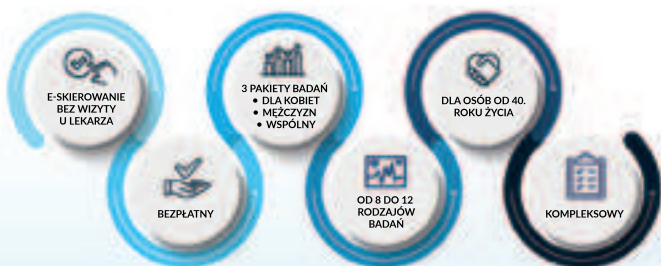 E-SKIEROWANIE
BEZ WIZYTY
U LEKARZA
BEZPŁATNY
3 PAKIETY BADAŃ
• DLA KOBIET
• MĘŻCZYZN
• WSPÓLNY
OD 8 DO 12
RODZAJÓW
BADAŃ
DLA OSÓB OD 40.
ROKU ŻYCIA
KOMPLEKSOWY